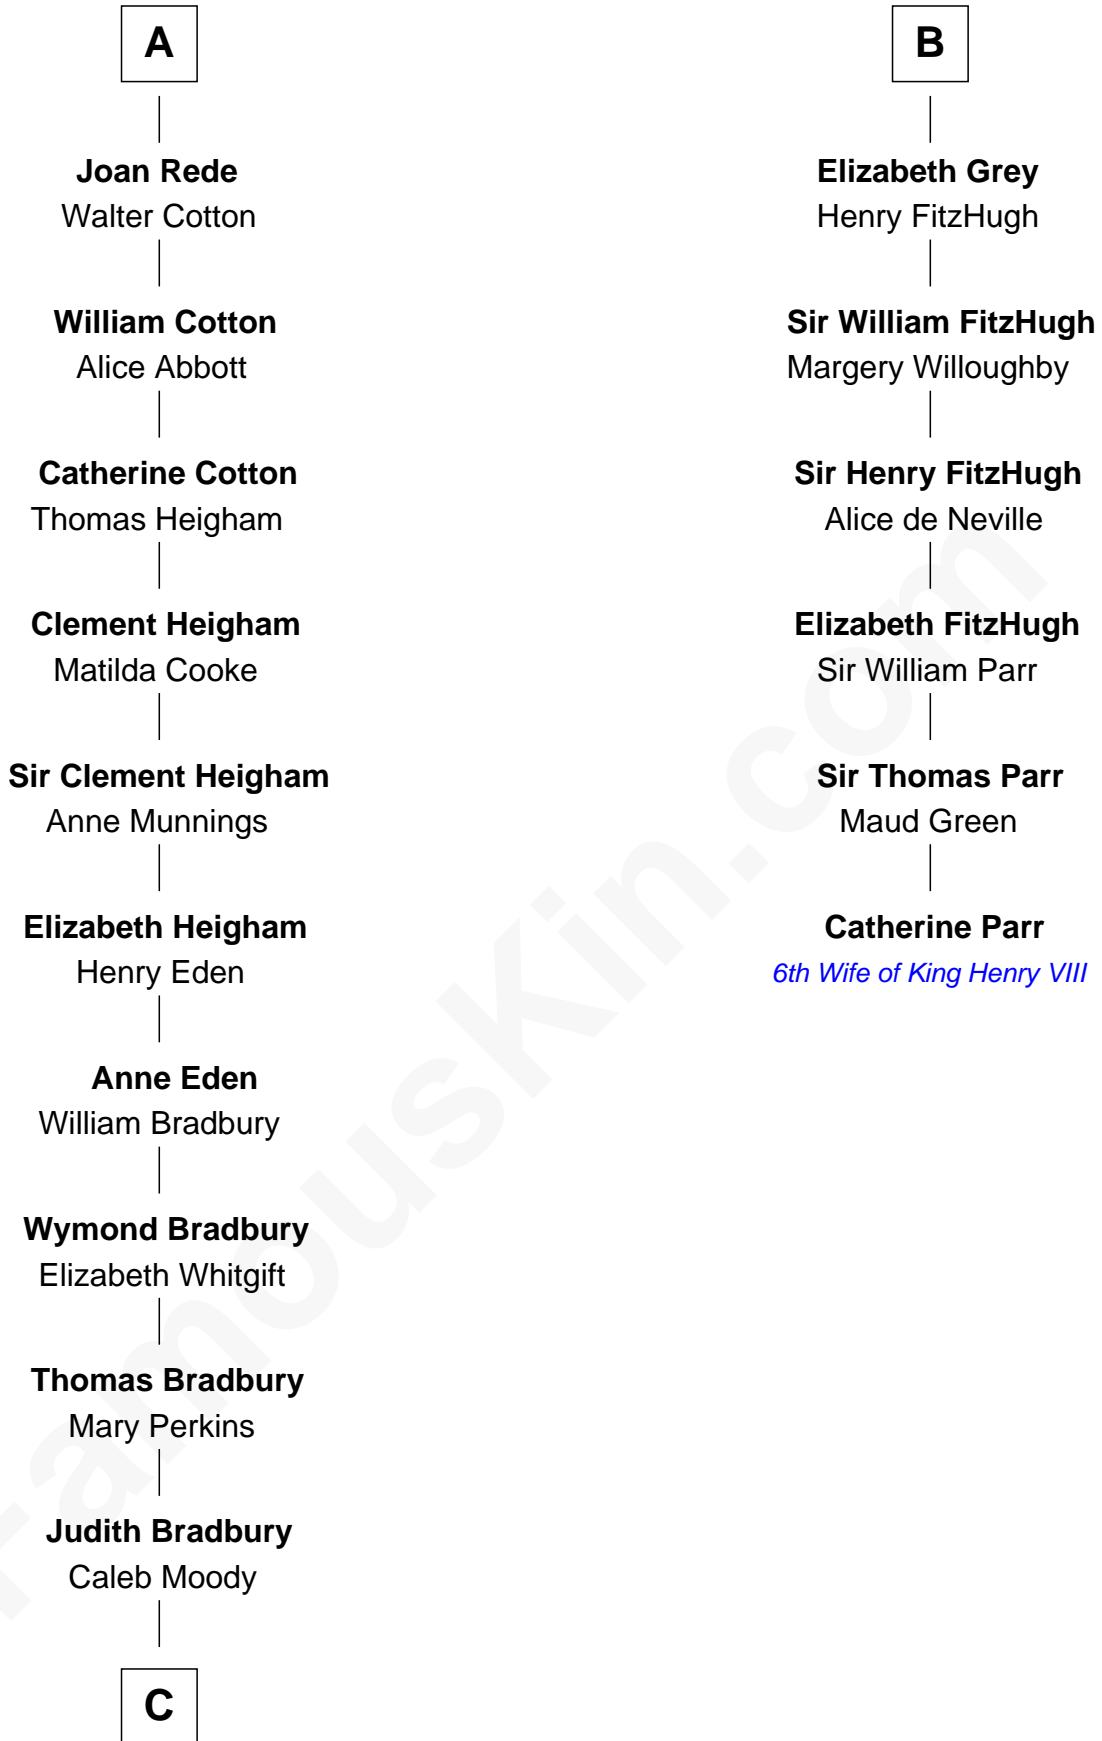 A
Joan Rede
Walter Cotton
William Cotton
Alice Abbott
Catherine Cotton
Thomas Heigham
Clement Heigham
Matilda Cooke
Sir Clement Heigham
Anne Munnings
Elizabeth Heigham
Henry Eden
Anne Eden
William Bradbury
Wymond Bradbury
Elizabeth Whitgift
Thomas Bradbury
Mary Perkins
Judith Bradbury
Caleb Moody
C
B
Elizabeth Grey
Henry FitzHugh
Sir William FitzHugh
Margery Willoughby
Sir Henry FitzHugh
Alice de Neville
Elizabeth FitzHugh
Sir William Parr
Sir Thomas Parr
Maud Green
Catherine Parr
6th Wife of King Henry VIII
FamousKin.com